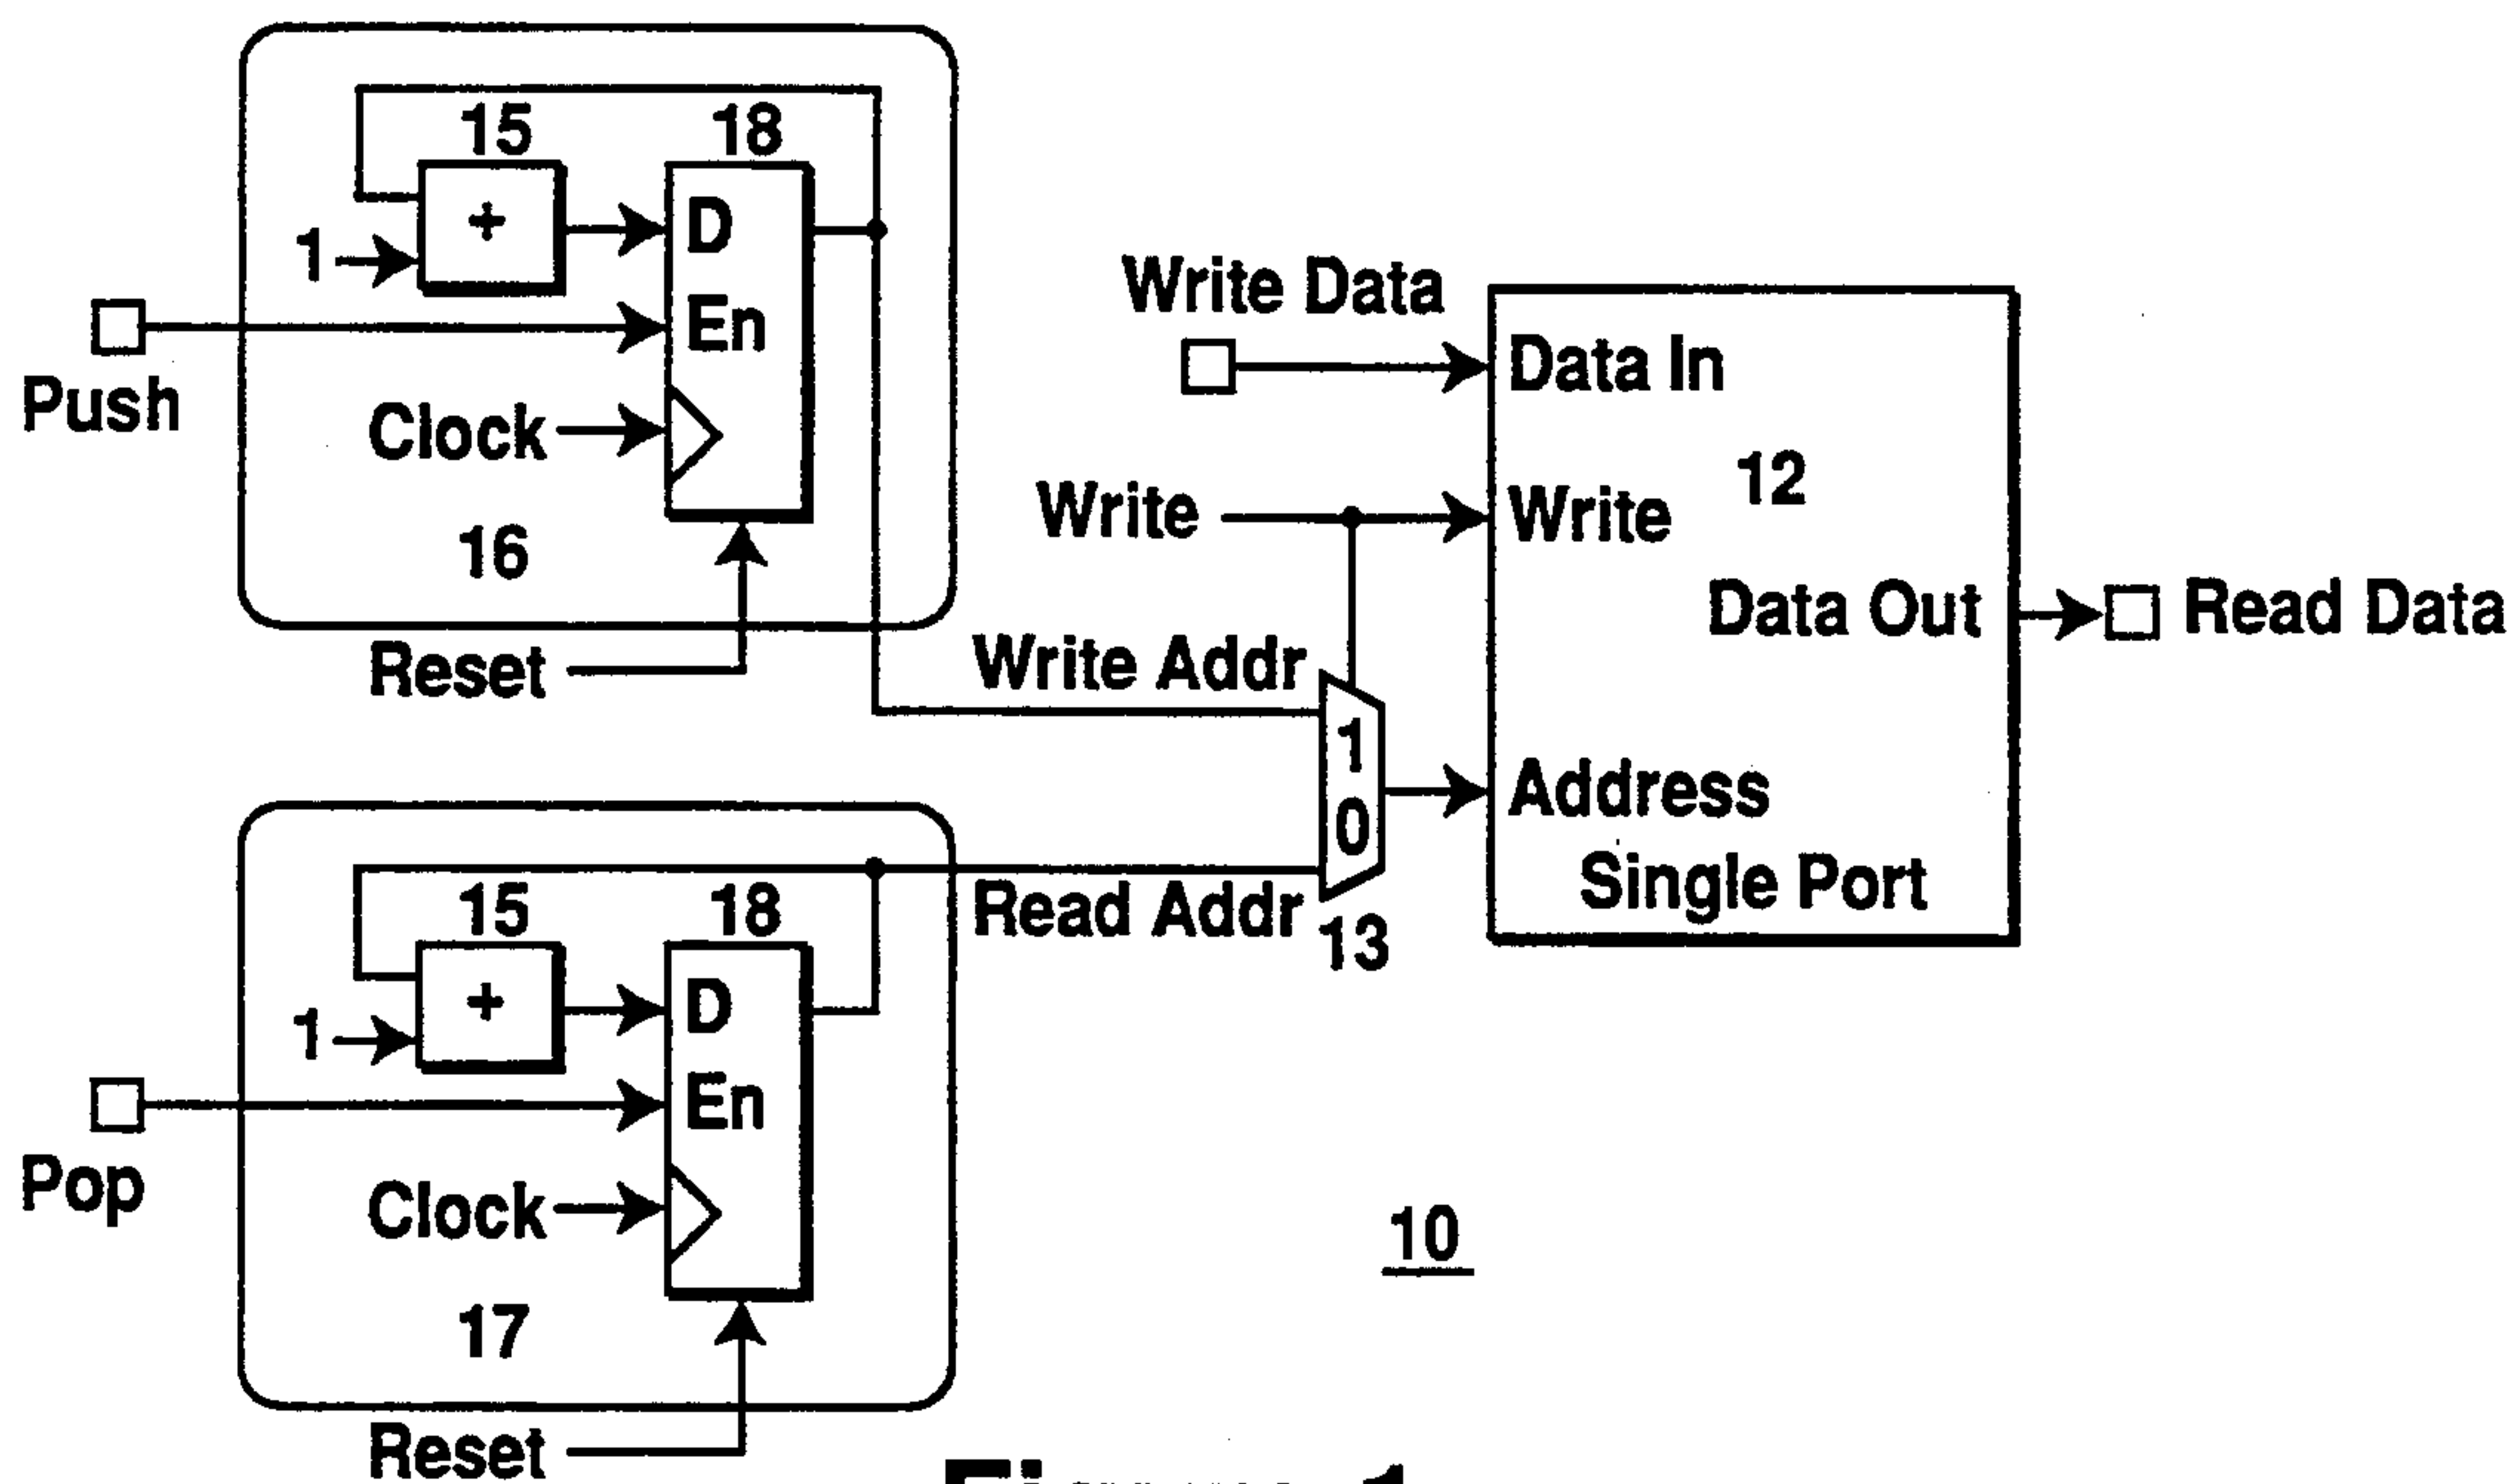 15
18
+
D
1
En
Push
Clock
16
Reset
Write Data
Data In
Write
Write
12
Data Out
Read Data
Write Addr
1
0
Address
Single Port
Read Addr
13
15
18
+
D
1
En
Pop
Clock
17
Reset
10